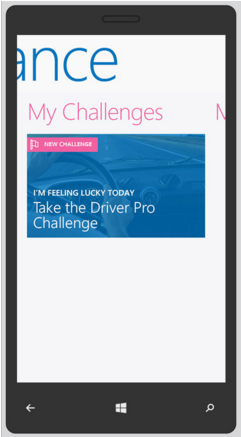 ance
My Challenges
M
NEW CHALLENGE
I'M FEELING LUCKY TODAY
Take the Driver Pro
Challenge